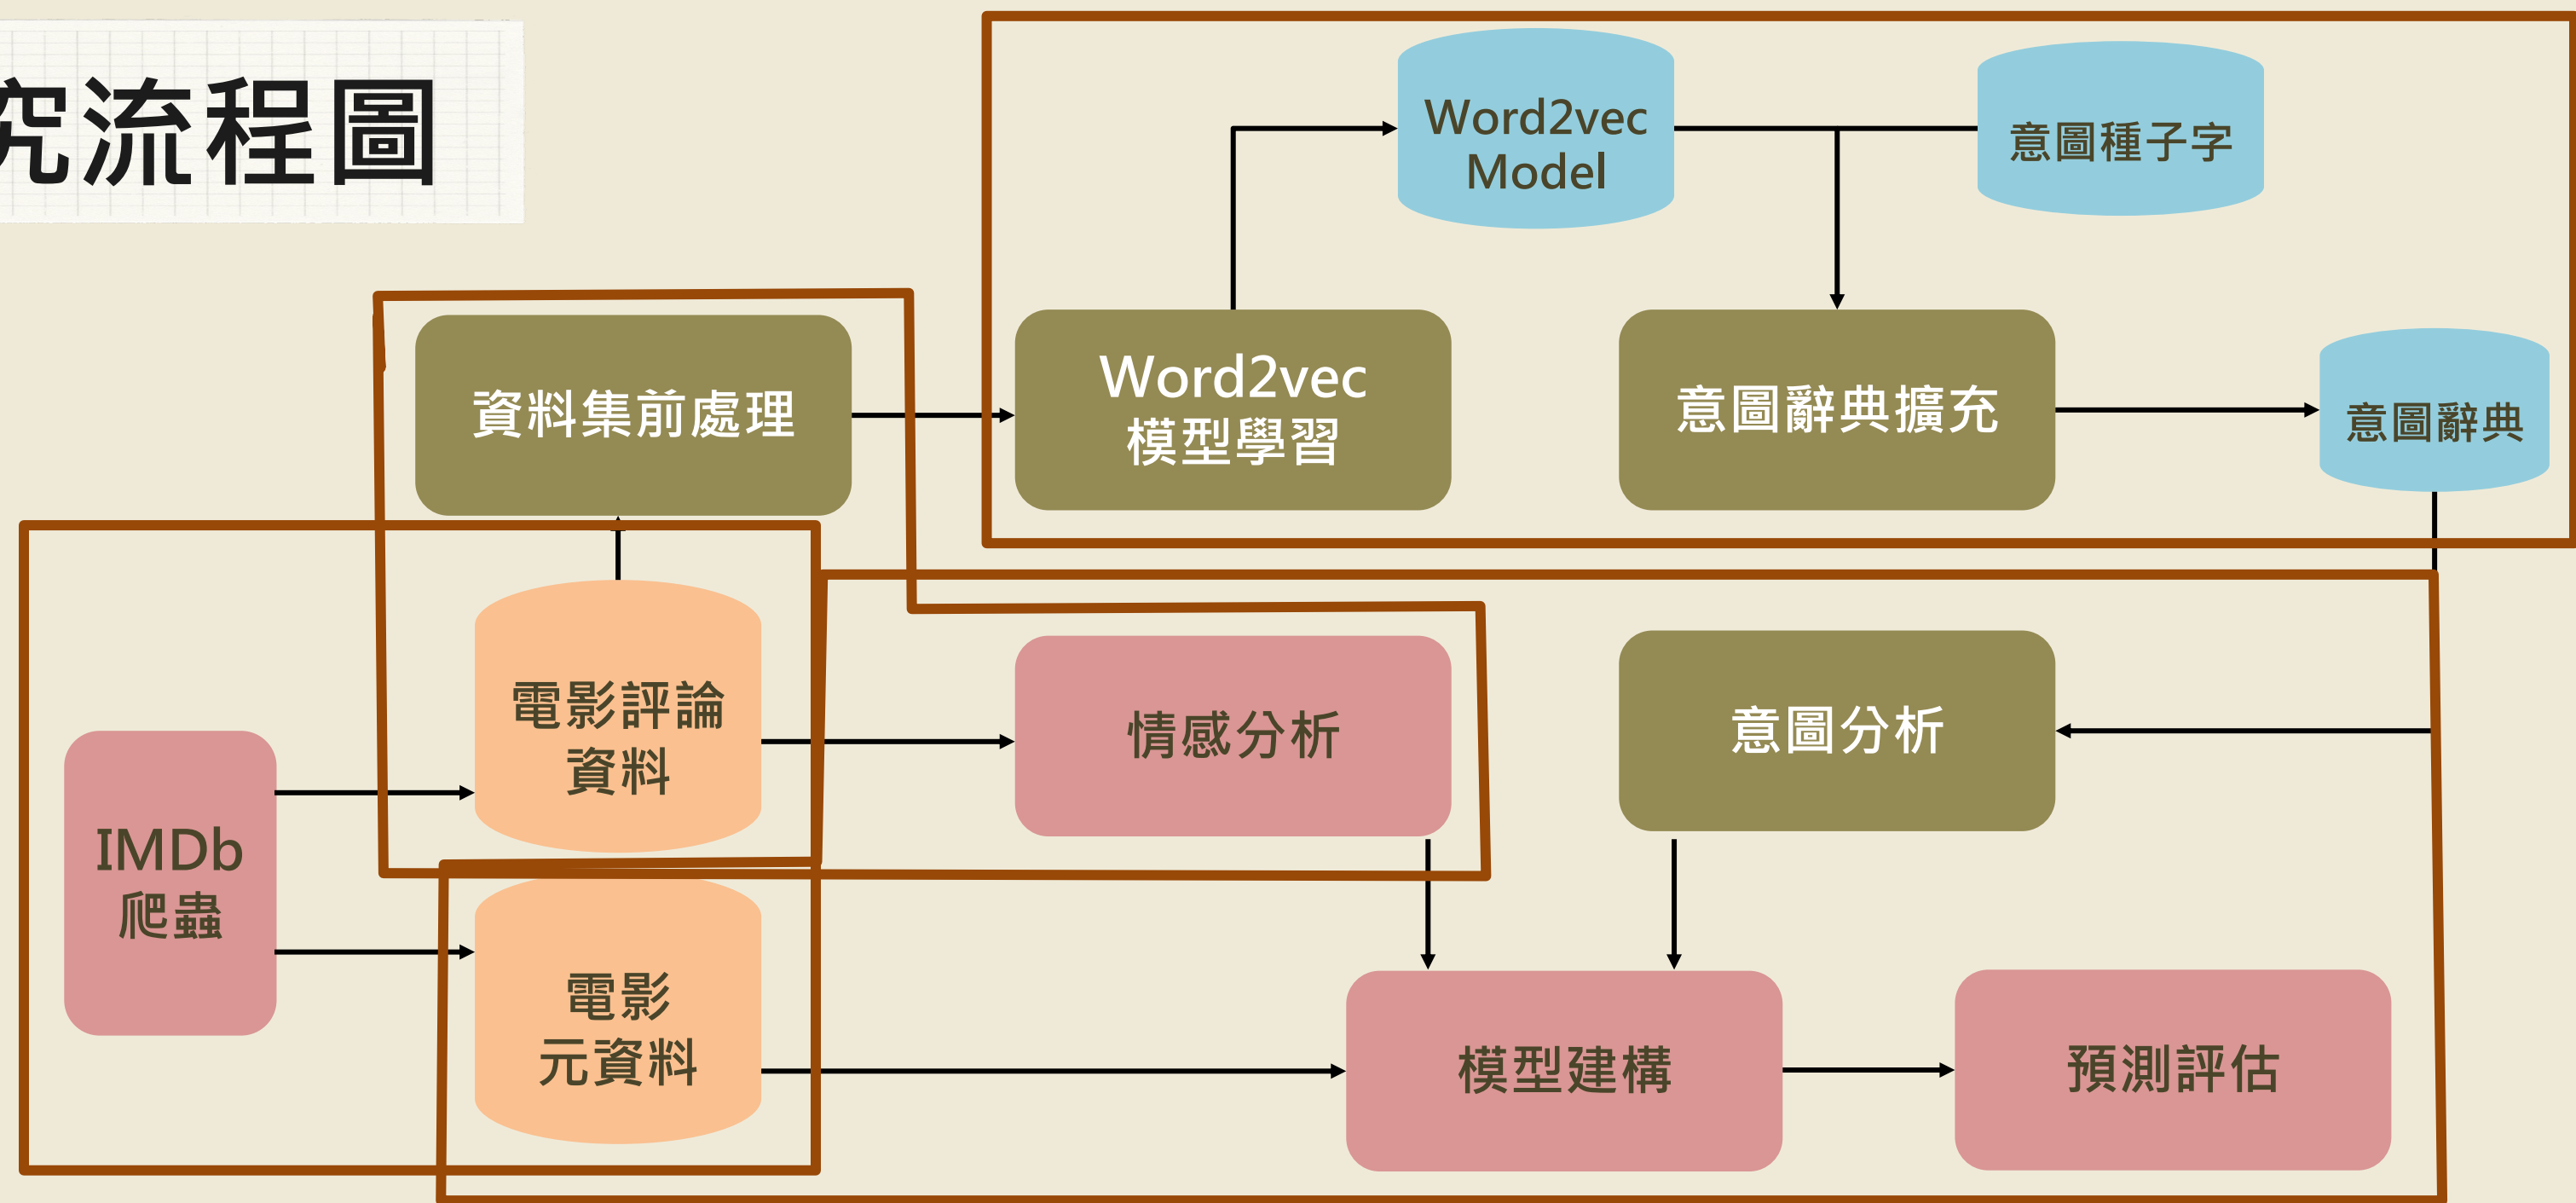 究流程圖
Word2vec
Model
意圖種子字
資料集前處理
Word2vec
模型學習
意圖辭典擴充
意圖辭典
電影評論
資料
情感分析
意圖分析
IMDb
爬蟲
電影
元資料
模型建構
預測評估